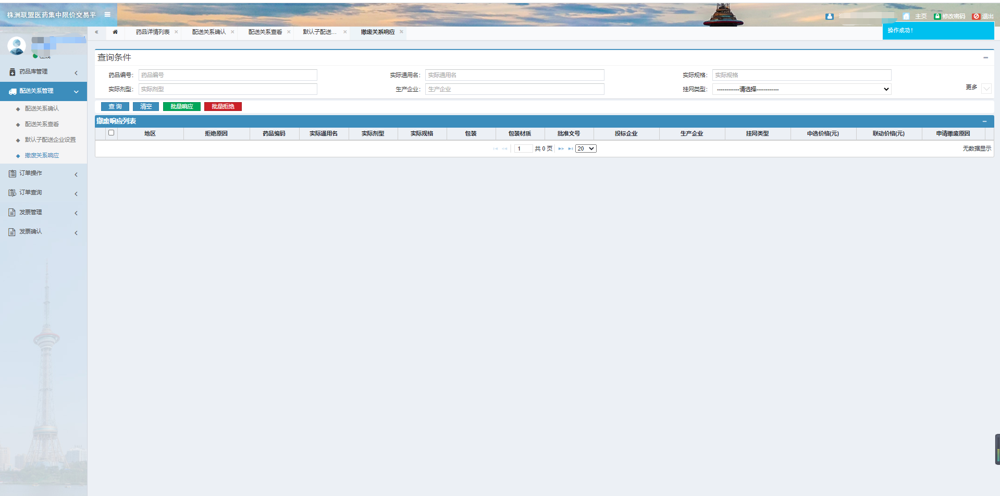 株洲联盟医药集中限价交易平
主页 修改密码 退出
操作成功！
药品详情列表 × 配送关系确认 × 配送关系查看 × 默认子配送... × 撤废关系响应 ×
药品库管理
配送关系管理
配送关系确认
配送关系查看
默认子配送企业设置
撤废关系响应
订单操作
订单查询
发票管理
发票确认
查询条件
药品编号： 药品编号 实际通用名： 实际通用名 实际规格： 实际规格
实际剂型： 实际剂型 生产企业： 生产企业 挂网类型： ------------请选择------------ 更多
查 询 清空 批量响应 批量拒绝
撤废响应列表
地区 拒绝原因 药品编码 实际通用名 实际剂型 实际规格 包装 包装材质 批准文号 投标企业 生产企业 挂网类型 中选价格(元) 联动价格(元) 申请撤废原因
1 共 0 页 20 无数据显示